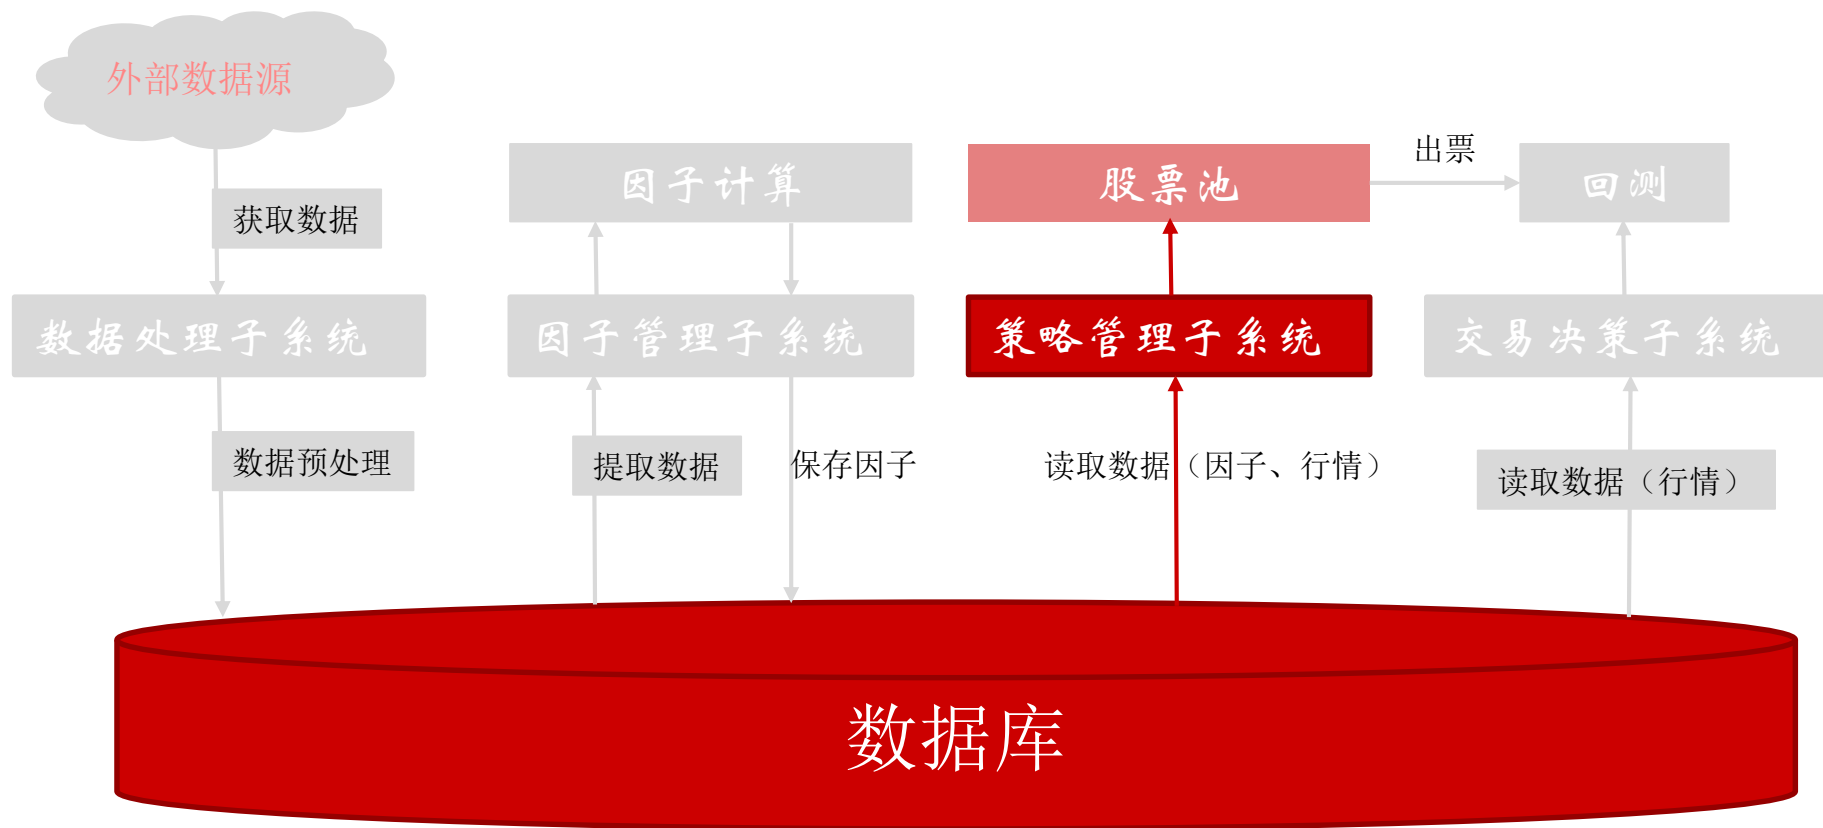 外部数据源
出票
因子计算
股票池
回测
获取数据
数据处理子系统
因子管理子系统
策略管理子系统
交易决策子系统
数据预处理
提取数据
保存因子
读取数据（因子、行情）
读取数据（行情）
数据库